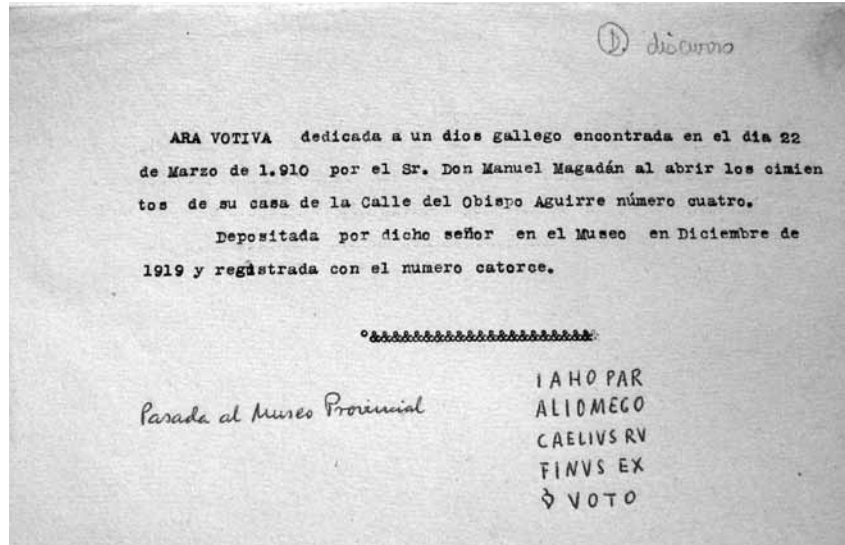 D. discurso
ARA VOTIVA dedicada a un dios gallego encontrada en el dia 22
de Marzo de 1.910 por el Sr. Don Manuel Magadán al abrir los cimien
tos de su casa de la Calle del Obispo Aguirre número cuatro.
Depositada por dicho señor en el Museo en Diciembre de
1919 y registrada con el numero catorce.
°&&&&&&&&&&&&&&&&&&&&&
Pasada al Museo Provincial
IAHO PAR
ALIOMEGO
CAELIVS RV
FINVS EX
VOTO